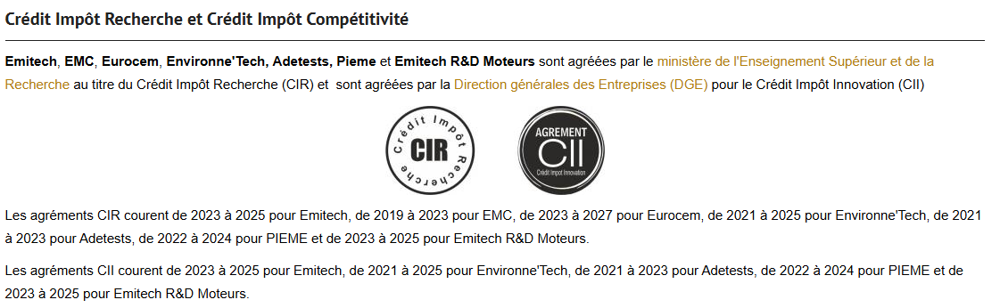 Crédit Impôt Recherche et Crédit Impôt Compétitivité
Emitech, EMC, Eurocem, Environne'Tech, Adetests, Pieme et Emitech R&D Moteurs sont agréées par le ministère de l'Enseignement Supérieur et de la
Recherche au titre du Crédit Impôt Recherche (CIR) et  sont agréées par la Direction générales des Entreprises (DGE) pour le Crédit Impôt Innovation (CII)
Crédit Impôt Recherche
CIR
AGREMENT
CII
Crédit Impot Innovation
Les agréments CIR courent de 2023 à 2025 pour Emitech, de 2019 à 2023 pour EMC, de 2023 à 2027 pour Eurocem, de 2021 à 2025 pour Environne'Tech, de 2021
à 2023 pour Adetests, de 2022 à 2024 pour PIEME et de 2023 à 2025 pour Emitech R&D Moteurs.
Les agréments CII courent de 2023 à 2025 pour Emitech, de 2021 à 2025 pour Environne'Tech, de 2021 à 2023 pour Adetests, de 2022 à 2024 pour PIEME et de
2023 à 2025 pour Emitech R&D Moteurs.